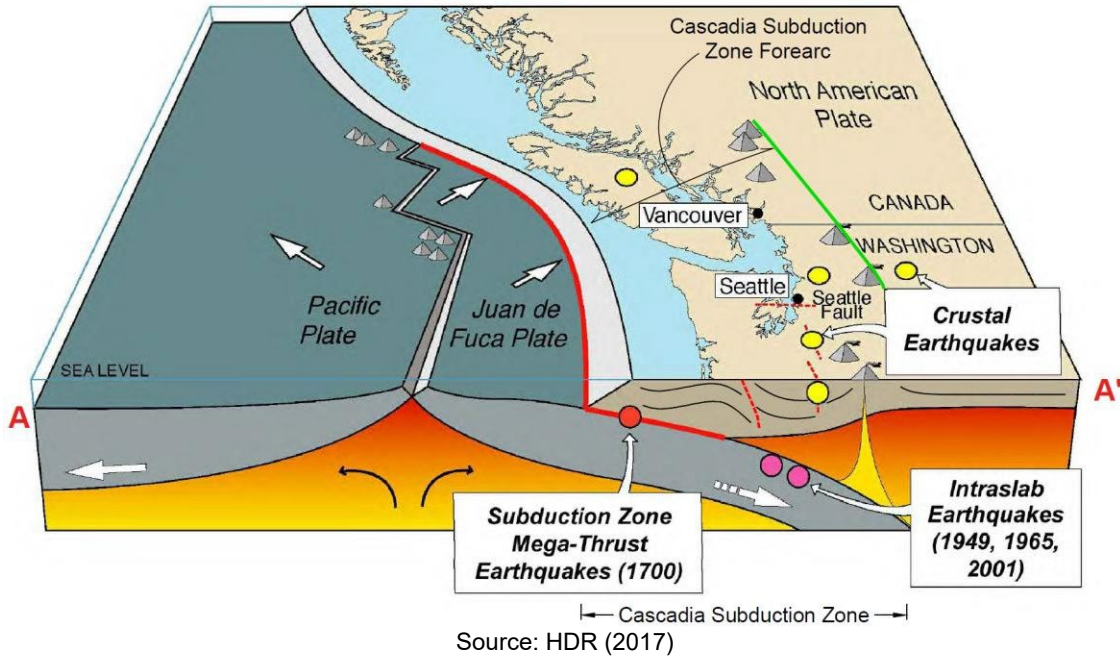 Cascadia Subduction
Zone Forearc
North American
Plate
Vancouver
CANADA
WASHINGTON
Seattle
Seattle
Fault
Crustal
Earthquakes
Pacific
Plate
Juan de
Fuca Plate
SEA LEVEL
A
A'
Subduction Zone
Mega-Thrust
Earthquakes (1700)
Intraslab
Earthquakes
(1949, 1965,
2001)
Cascadia Subduction Zone
Source: HDR (2017)